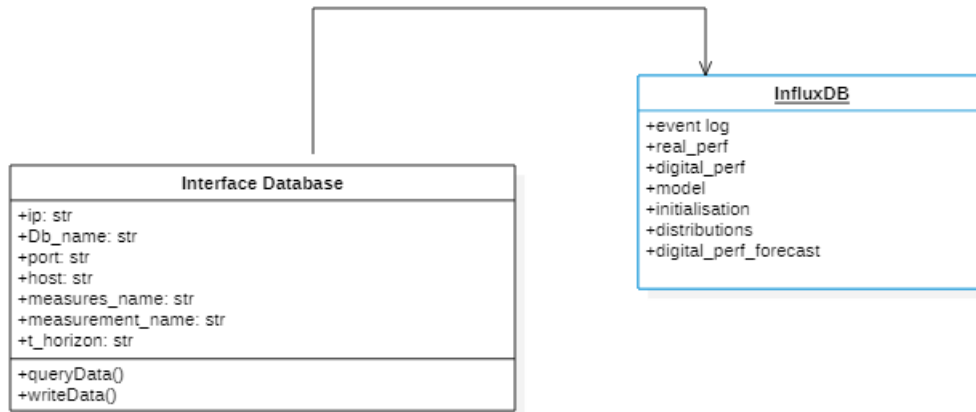 InfluxDB
+event log
+real_perf
+digital_perf
+model
+initialisation
+distributions
+digital_perf_forecast
Interface Database
+ip: str
+Db_name: str
+port: str
+host: str
+measures_name: str
+measurement_name: str
+t_horizon: str
+queryData()
+writeData()